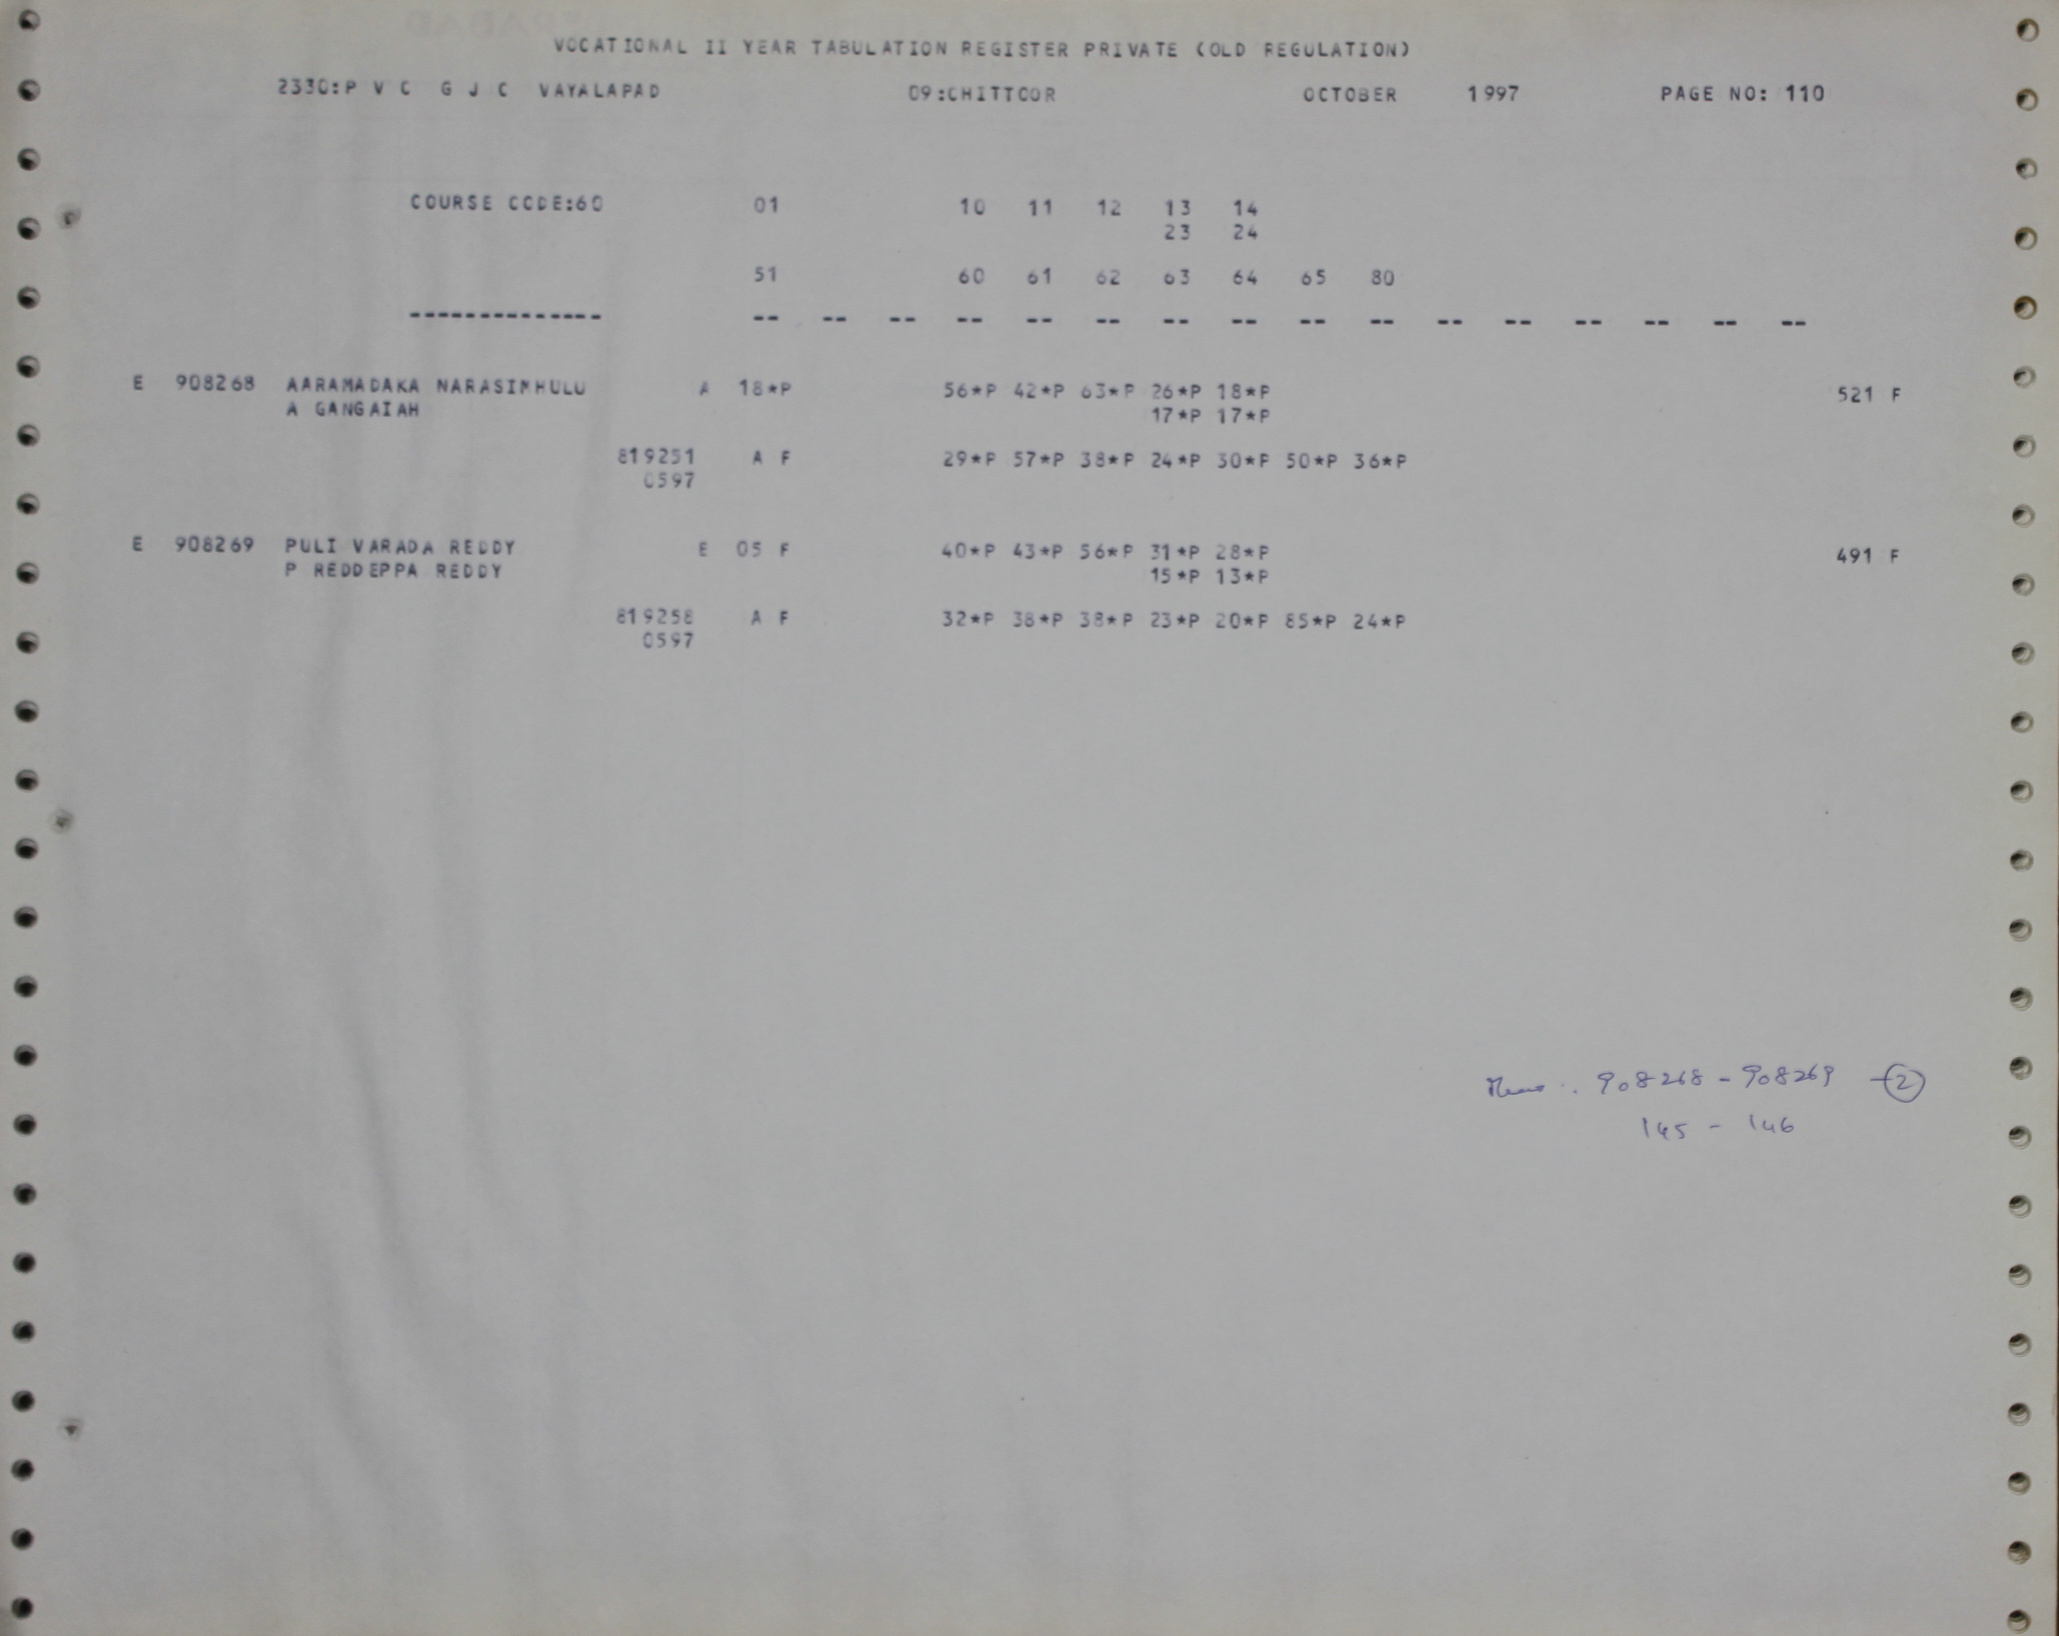 VOCATIONAL II YEAR TABULATION REGISTER PRIVATE (OLD REGULATION)
2330:P V C G J C VAYALAPAD 09:CHITTOOR OCTOBER 1997 PAGE NO: 110
COURSE CODE:60 01 10 11 12 13 14
23 24
51 60 61 62 63 64 65 80
-------------- -- -- -- -- -- -- -- -- -- -- -- -- -- -- -- --
E 908268 AARAMADAKA NARASIMHULU A 18*P 56*P 42*P 63*P 26*P 18*P 521 F
A GANGAIAH 17*P 17*P
819251 A F 29*P 57*P 38*P 24*P 30*P 50*P 36*P
0597
E 908269 PULI VARADA REDDY E 05 F 40*P 43*P 56*P 31*P 28*P 491 F
P REDDEPPA REDDY 15*P 13*P
819258 A F 32*P 38*P 38*P 23*P 20*P 85*P 24*P
0597
908268 - 908269 - 2
145 - 146